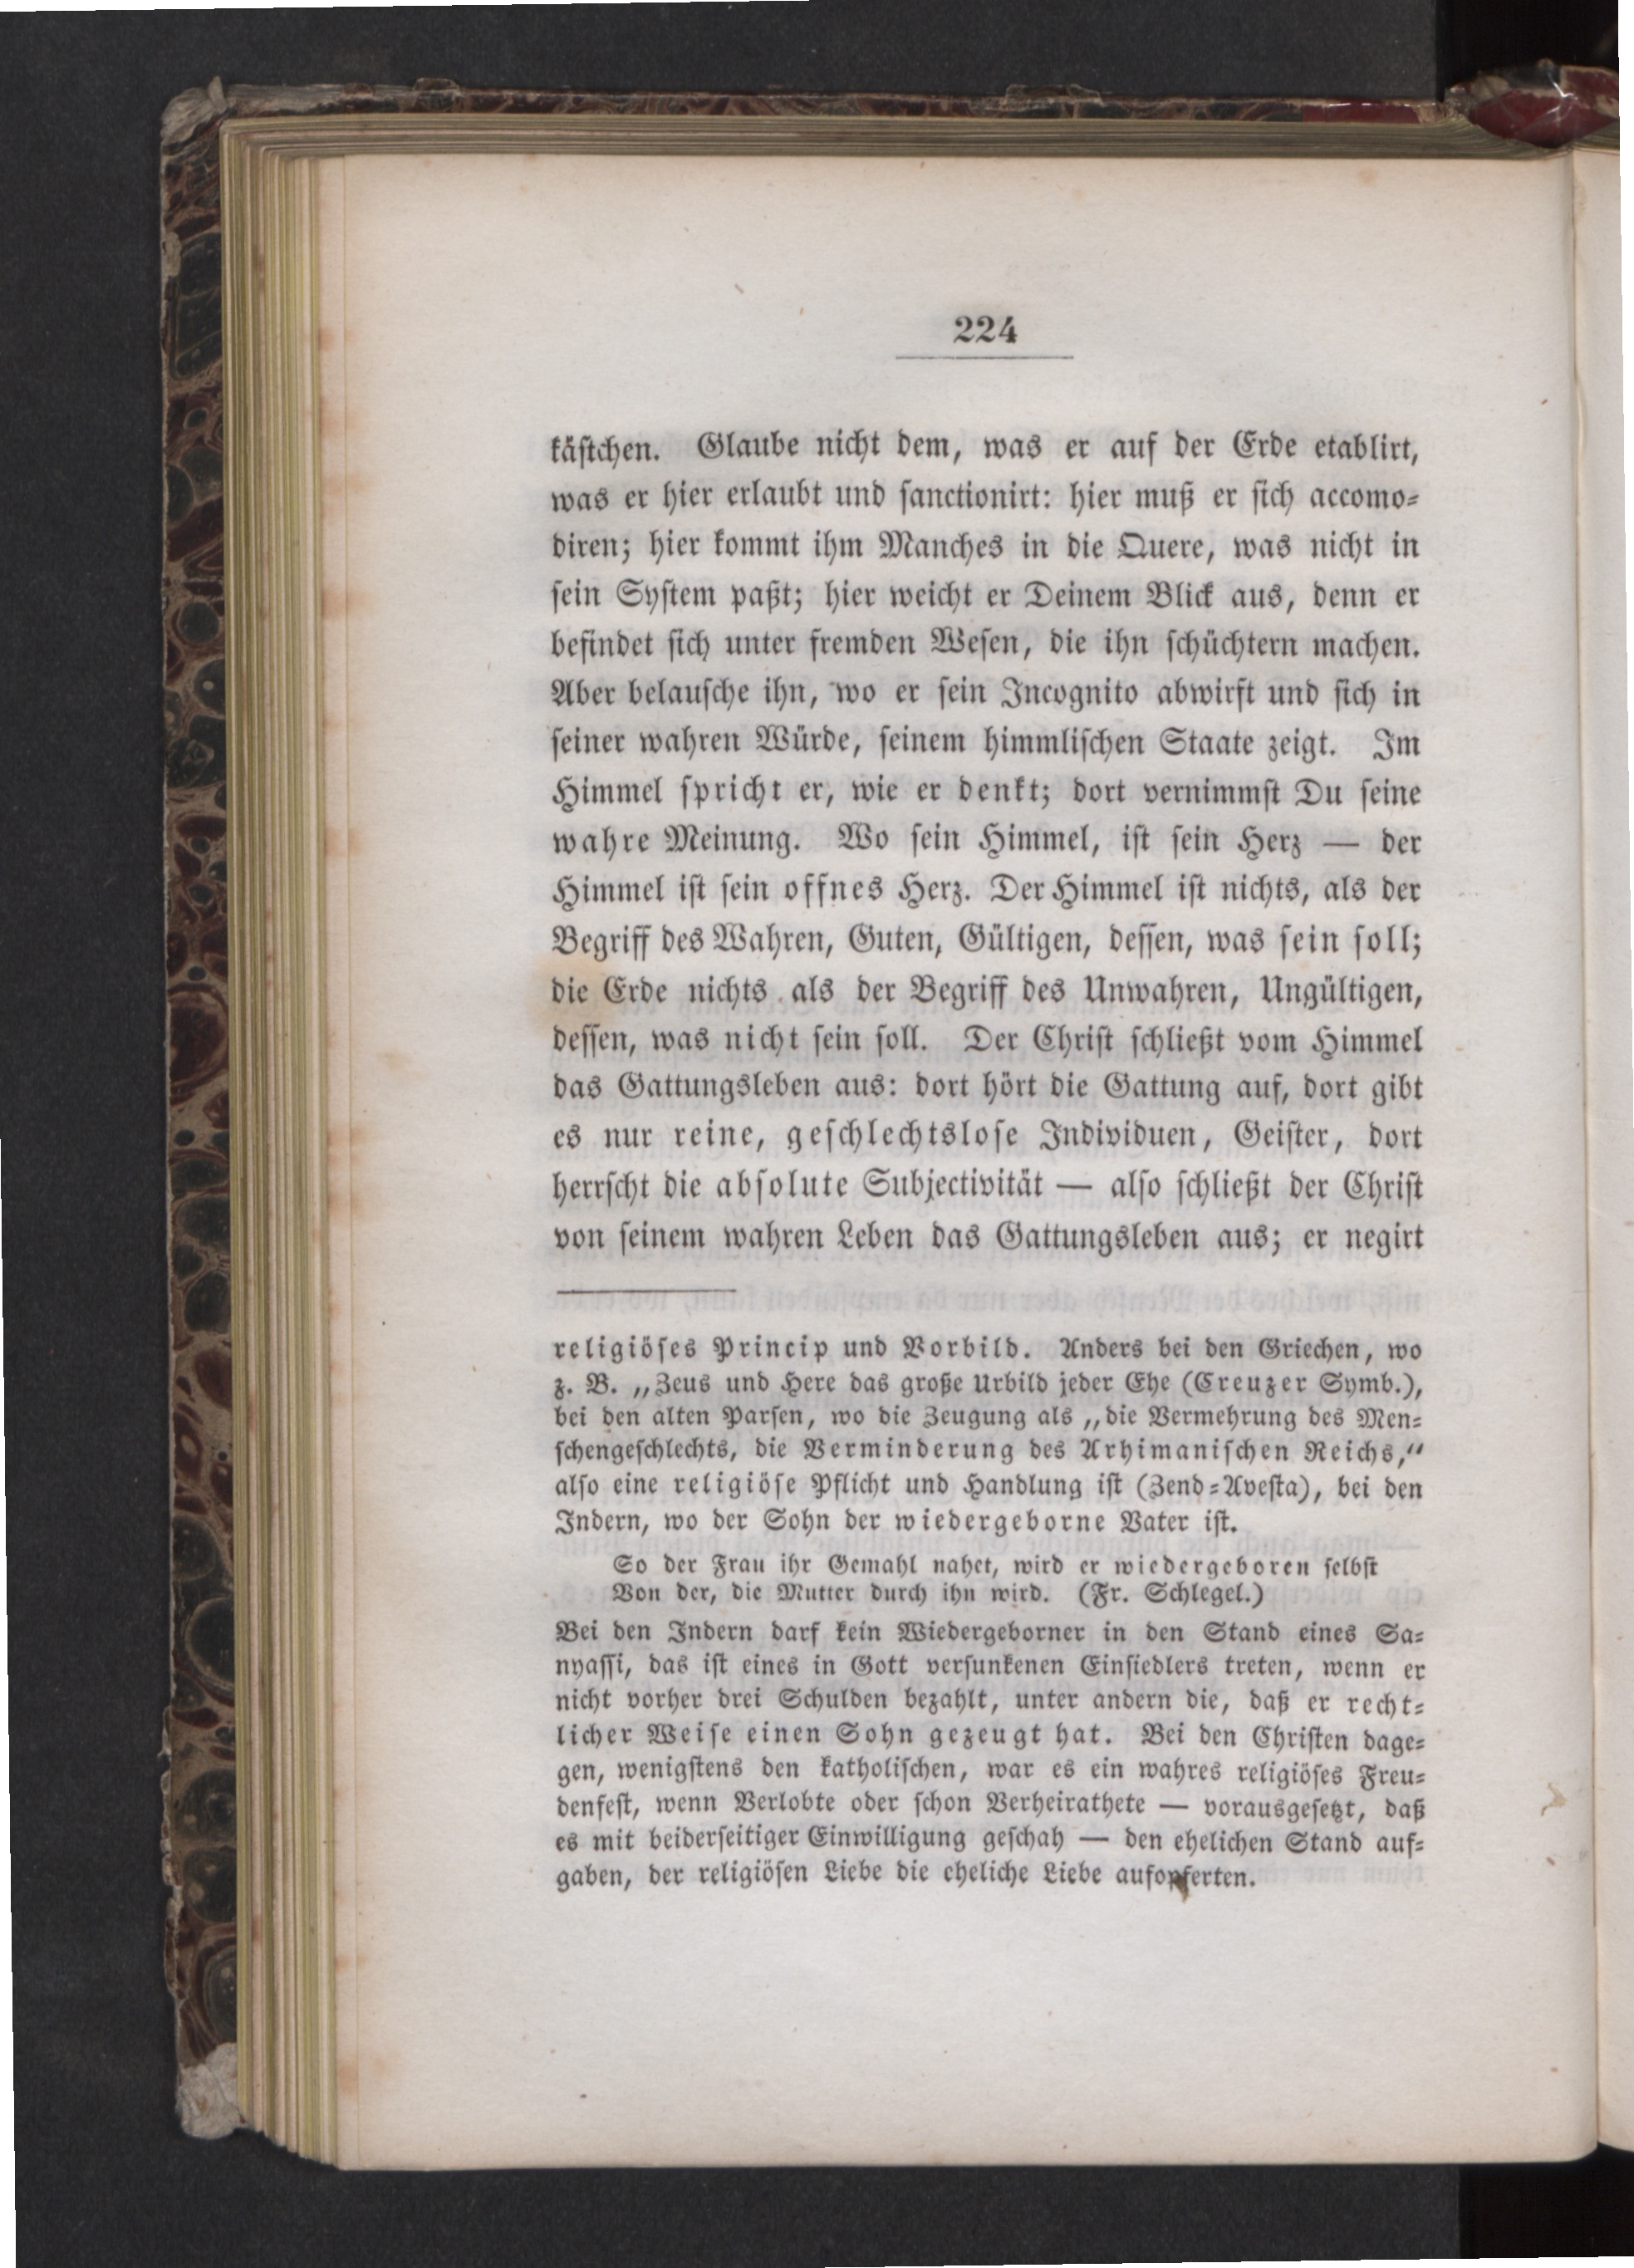 224
käſtchen. Glaube nicht dem, was er auf der Erde etablirt,
was er hier erlaubt und ſanctionirt: hier muß er ſich accomo⸗
diren; hier kommt ihm Manches in die Quere, was nicht in
ſein Syſtem paßt; hier weicht er Deinem Blick aus, denn er
befindet ſich unter fremden Weſen, die ihn ſchüchtern machen.
Aber belauſche ihn, wo er ſein Incognito abwirft und ſich in
ſeiner wahren Würde, ſeinem himmliſchen Staate zeigt. Im
Himmel ſpricht er, wie er denkt; dort vernimmſt Du ſeine
wahre Meinung. Wo ſein Himmel, iſt ſein Herz — der
Himmel iſt ſein offnes Herz. Der Himmel iſt nichts, als der
Begriff des Wahren, Guten, Gültigen, deſſen, was ſein ſoll;
die Erde nichts als der Begriff des Unwahren, Ungültigen,
deſſen, was nicht ſein ſoll. Der Chriſt ſchließt vom Himmel
das Gattungsleben aus: dort hört die Gattung auf, dort gibt
es nur reine, geſchlechtsloſe Individuen, Geiſter, dort
herrſcht die abſolute Subjectivität — alſo ſchließt der Chriſt
von ſeinem wahren Leben das Gattungsleben aus; er negirt
religiöſes Princip und Vorbild. Anders bei den Griechen, wo
z. B. „Zeus und Here das große Urbild jeder Ehe (Creuzer Symb.),
bei den alten Parſen, wo die Zeugung als „die Vermehrung des Men⸗
ſchengeſchlechts, die Verminderung des Arhimaniſchen Reichs,“
alſo eine religiöſe Pflicht und Handlung iſt (Zend⸗Aveſta), bei den
Indern, wo der Sohn der wiedergeborne Vater iſt.
So der Frau ihr Gemahl nahet, wird er wiedergeboren ſelbſt
Von der, die Mutter durch ihn wird. (Fr. Schlegel.)
Bei den Indern darf kein Wiedergeborner in den Stand eines Sa⸗
nyaſſi, das iſt eines in Gott verſunkenen Einſiedlers treten, wenn er
nicht vorher drei Schulden bezahlt, unter andern die, daß er recht⸗
licher Weiſe einen Sohn gezeugt hat. Bei den Chriſten dage⸗
gen, wenigſtens den katholiſchen, war es ein wahres religiöſes Freu⸗
denfeſt, wenn Verlobte oder ſchon Verheirathete — vorausgeſetzt, daß
es mit beiderſeitiger Einwilligung geſchah — den ehelichen Stand auf⸗
gaben, der religiöſen Liebe die eheliche Liebe aufopferten.